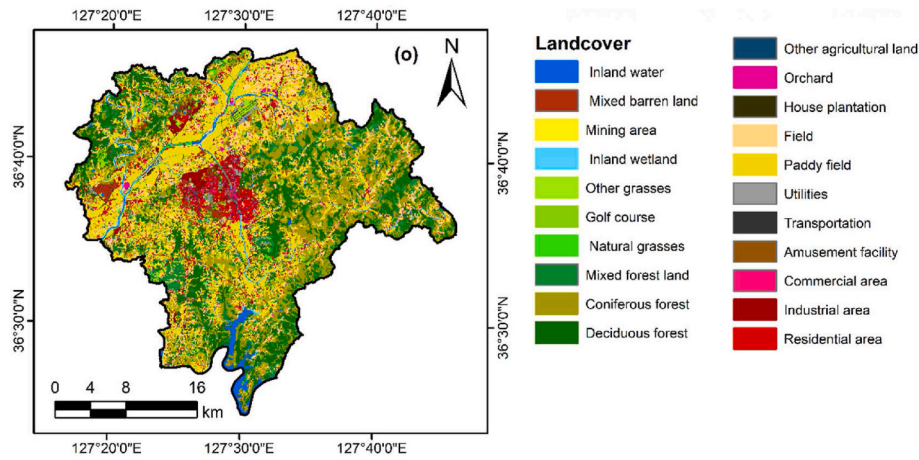 127°20'0"E 127°30'0"E 127°40'0"E
(o)
N
36°40'0"N 36°40'0"N
36°30'0"N 36°30'0"N
0 4 8 16
km
127°20'0"E 127°30'0"E 127°40'0"E
Landcover
Inland water
Mixed barren land
Mining area
Inland wetland
Other grasses
Golf course
Natural grasses
Mixed forest land
Coniferous forest
Deciduous forest
Other agricultural land
Orchard
House plantation
Field
Paddy field
Utilities
Transportation
Amusement facility
Commercial area
Industrial area
Residential area